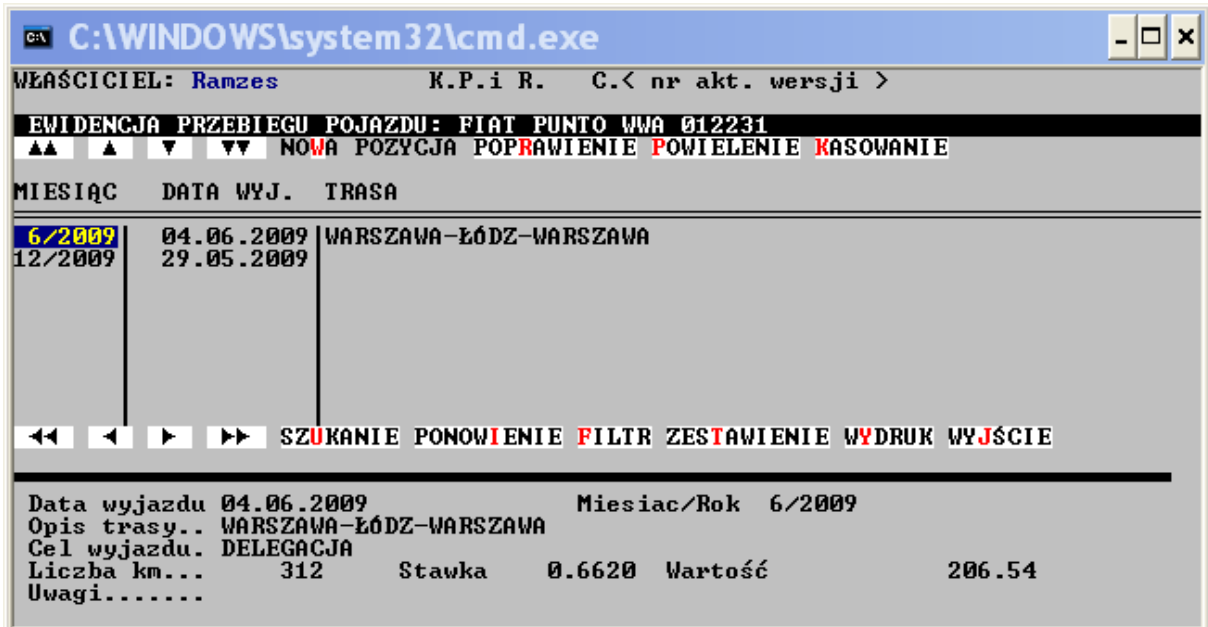 C:\WINDOWS\system32\cmd.exe
WŁAŚCICIEL: Ramzes K.P.i R. C.< nr akt. wersji >
EWIDENCJA PRZEBIEGU POJAZDU: FIAT PUNTO WWA 012231
▲▲ ▲ ▼ ▼▼ NOWA POZYCJA POPRAWIENIE POWIELENIE KASOWANIE
MIESIĄC DATA WYJ. TRASA
6/2009 04.06.2009 WARSZAWA-ŁÓDZ-WARSZAWA
12/2009 29.05.2009
◄◄ ◄ ► ►► SZUKANIE PONOWIENIE FILTR ZESTAWIENIE WYDRUK WYJŚCIE
Data wyjazdu 04.06.2009 Miesiac/Rok 6/2009
Opis trasy.. WARSZAWA-ŁÓDZ-WARSZAWA
Cel wyjazdu. DELEGACJA
Liczba km... 312 Stawka 0.6620 Wartość 206.54
Uwagi.......